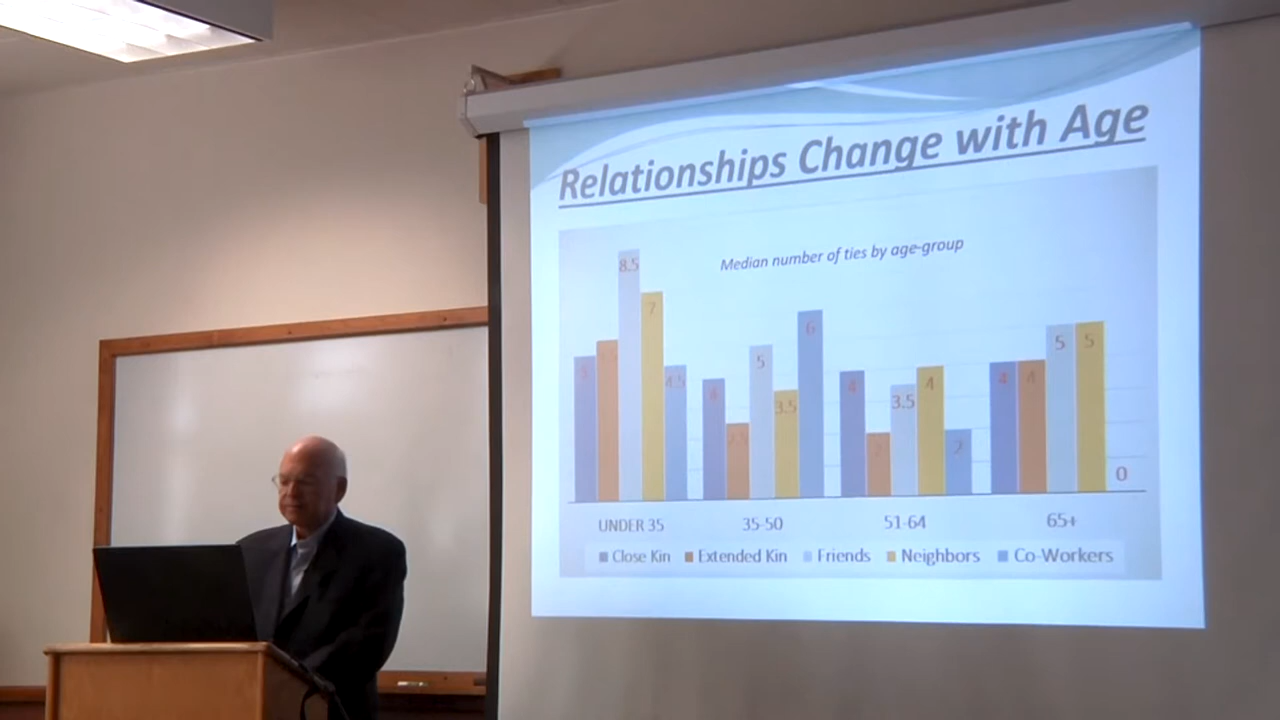 Relationships Change with Age
Median number of ties by age-group
8.5
7
4.5
4
5
3.5
6
4
2
3.5
4
2
4
4
5
5
0
UNDER 35
35-50
51-64
65+
Close Kin
Extended Kin
Friends
Neighbors
Co-Workers